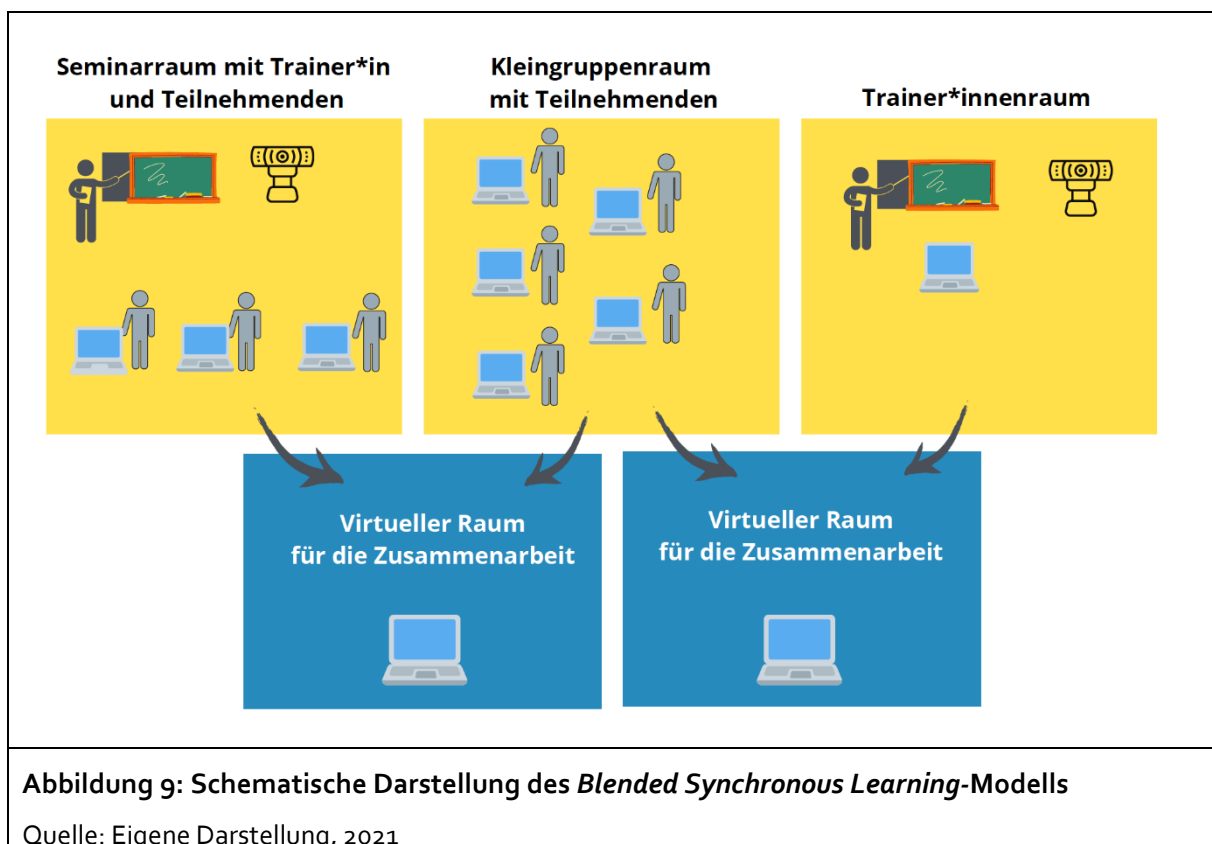 Seminarraum mit Trainer*in
und Teilnehmenden
Kleingruppenraum
mit Teilnehmenden
Trainer*innenraum
Virtueller Raum
für die Zusammenarbeit
Virtueller Raum
für die Zusammenarbeit
Abbildung 9: Schematische Darstellung des Blended Synchronous Learning-Modells
Quelle: Eigene Darstellung, 2021